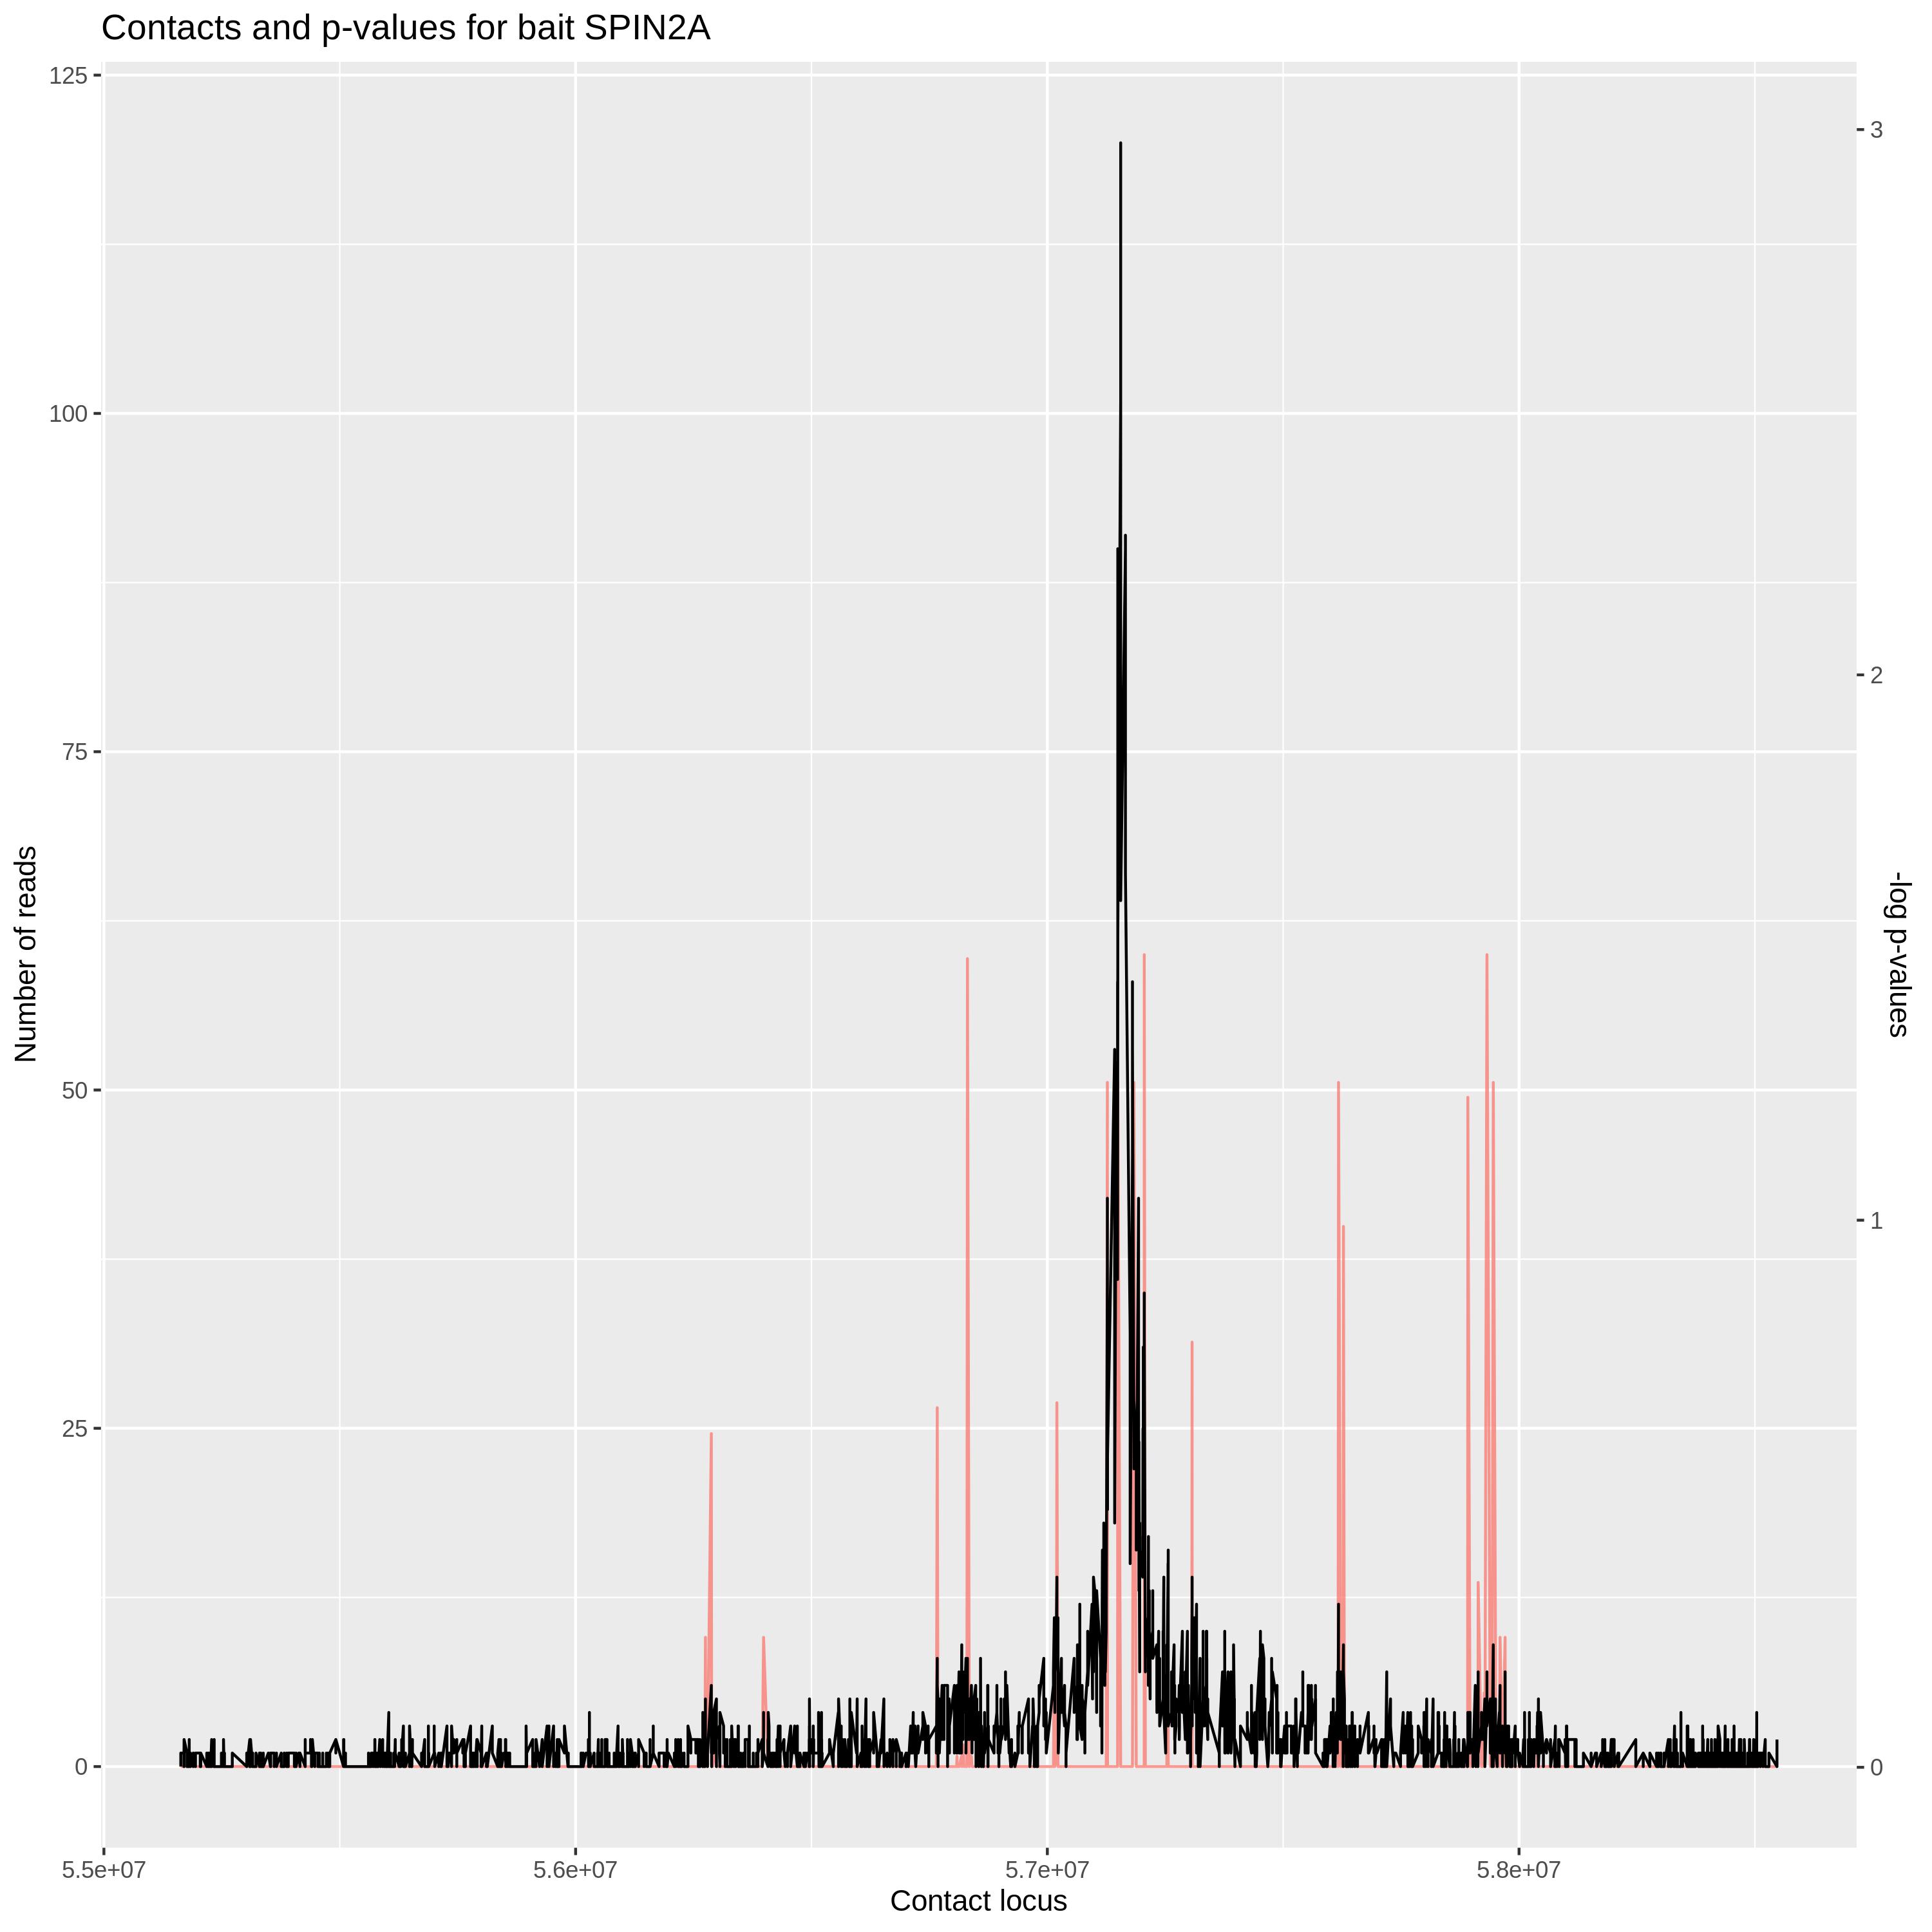 Contacts and p-values for bait SPIN2A
125
100
75
50
25
0
3
2
1
0
Number of reads
-log p-values
5.5e+07
5.6e+07
5.7e+07
5.8e+07
Contact locus